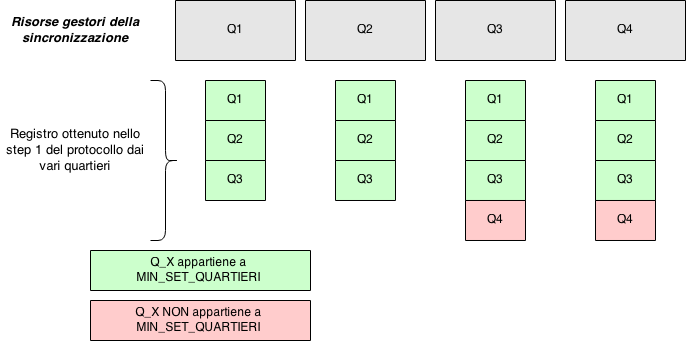 Risorse gestori della
sincronizzazione
Q1
Q2
Q3
Q4
Registro ottenuto nello
step 1 del protocollo dai
vari quartieri
Q1
Q1
Q1
Q1
Q2
Q2
Q2
Q2
Q3
Q3
Q3
Q3
Q4
Q4
Q_X appartiene a
MIN_SET_QUARTIERI
Q_X NON appartiene a
MIN_SET_QUARTIERI